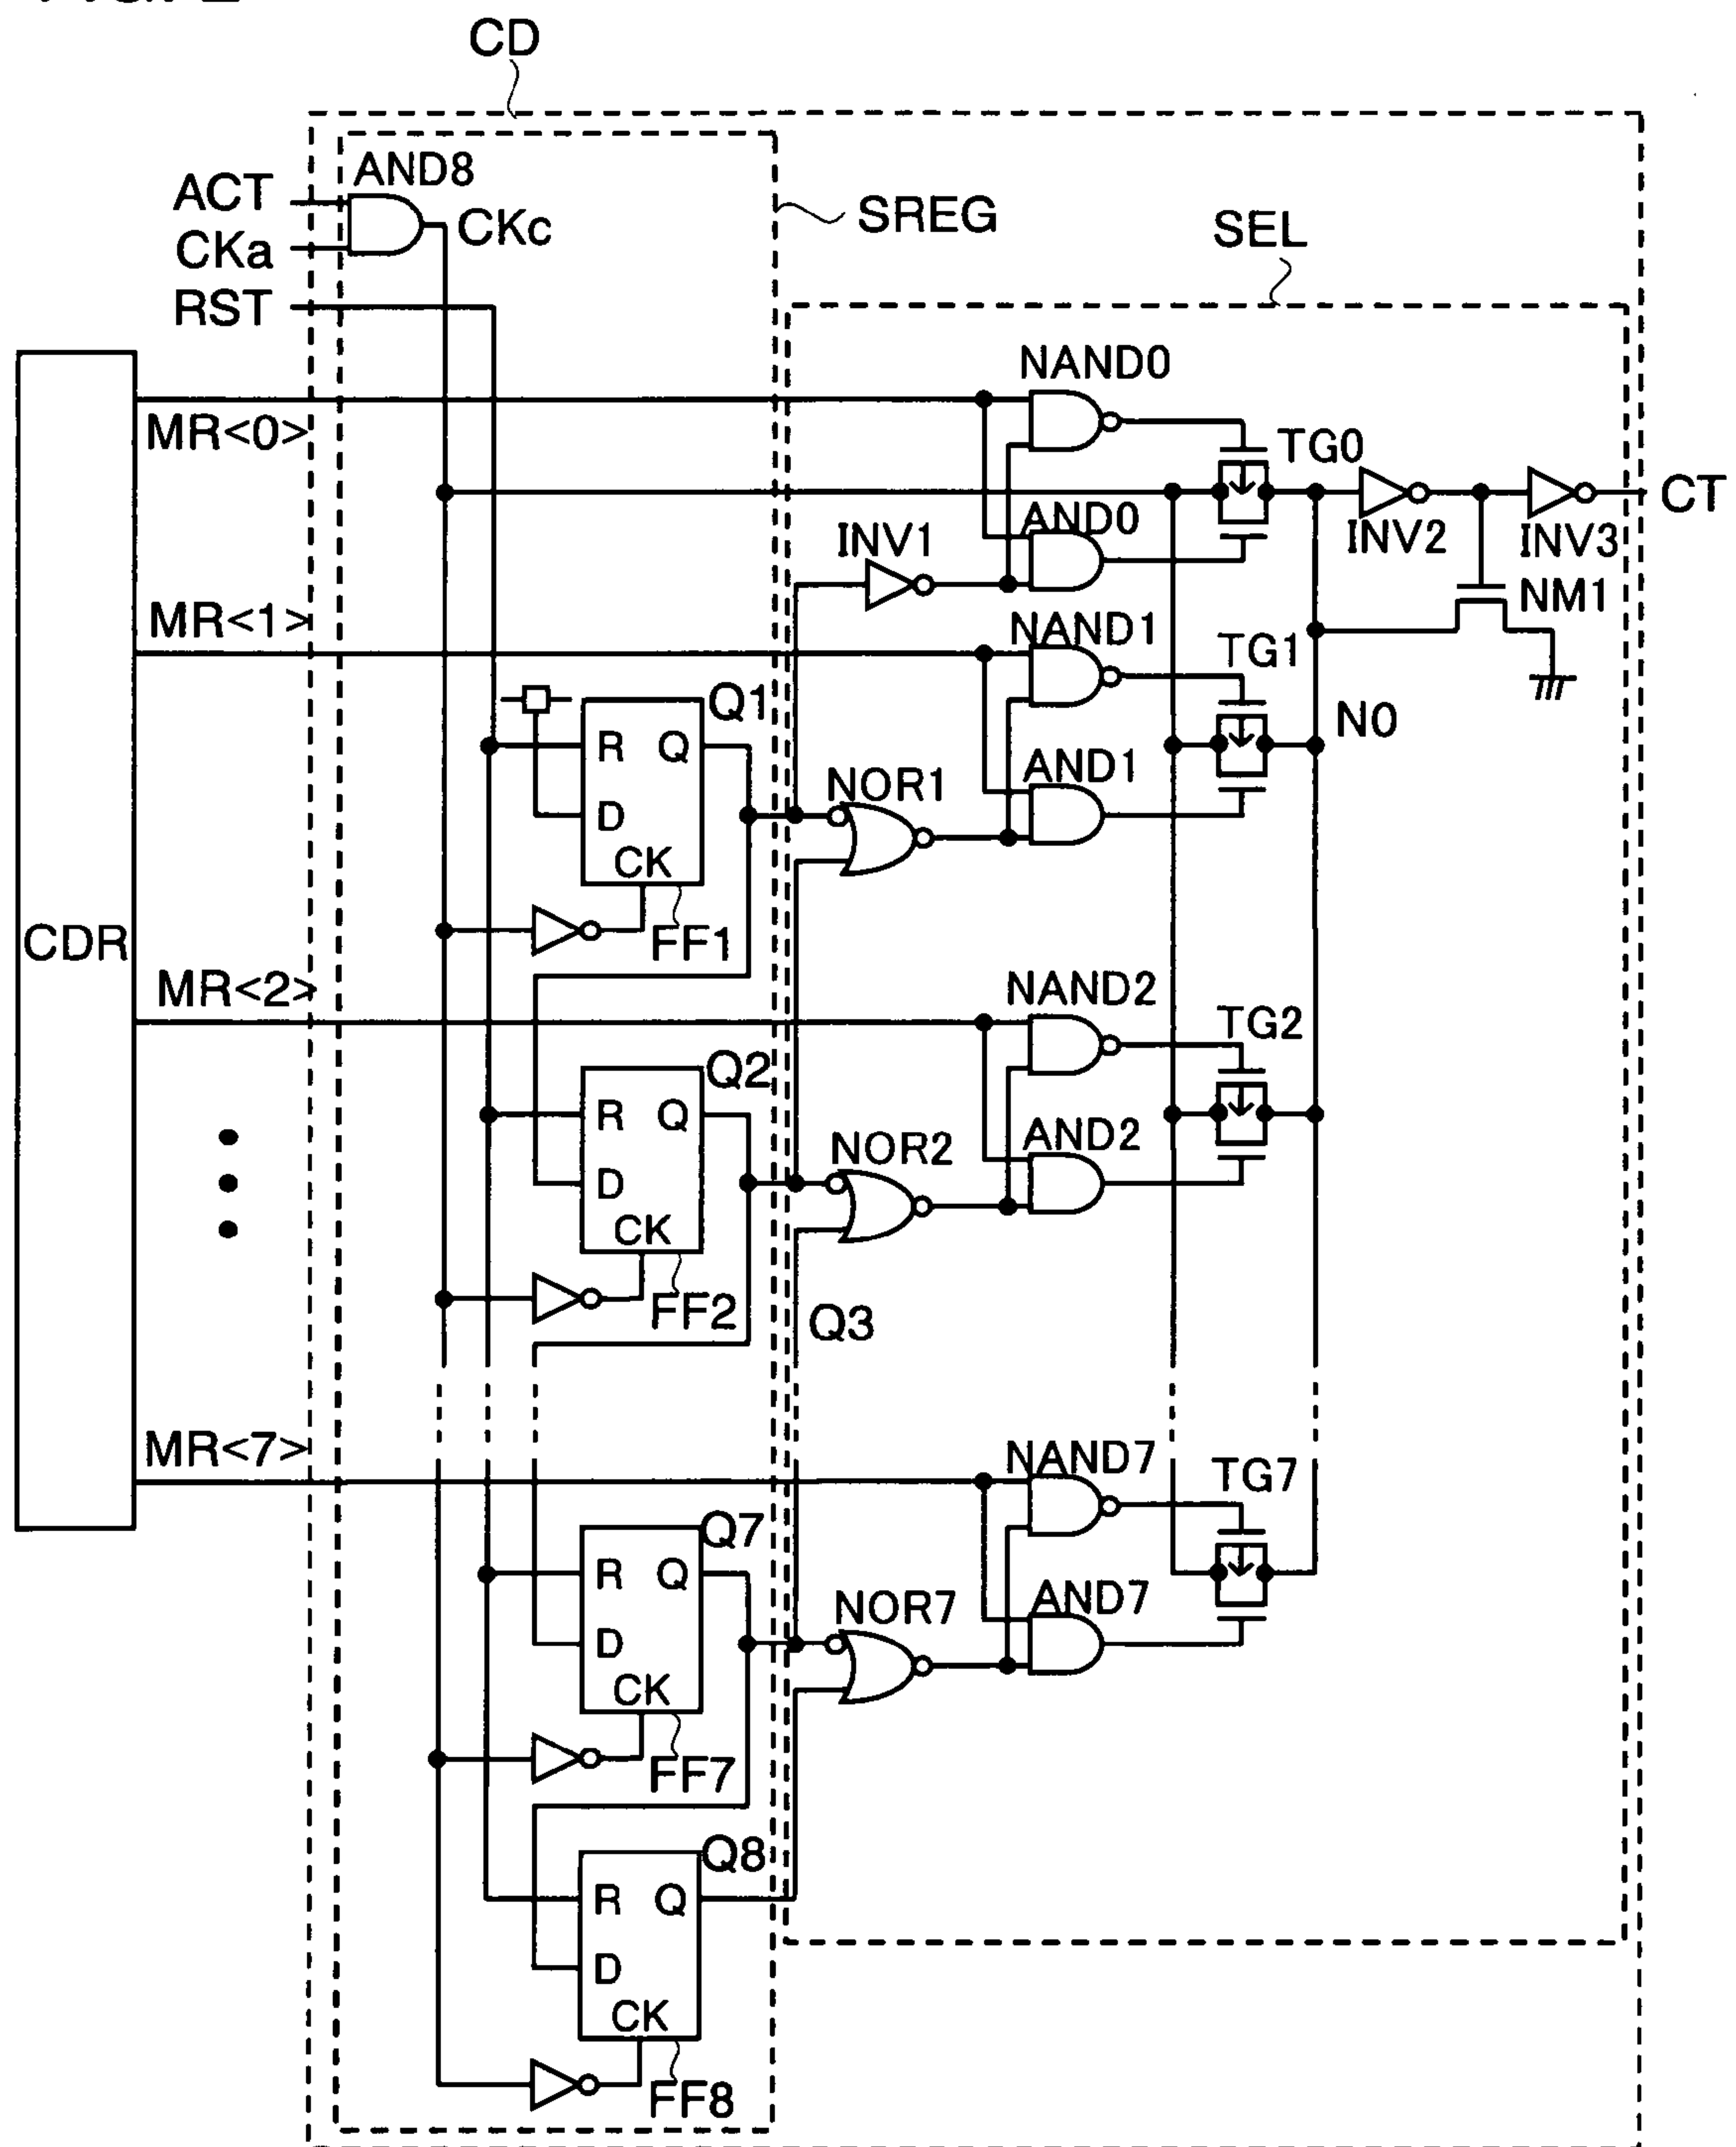 CD
AND8
ACT
CKc
SREG
CKa
SEL
RST
NAND0
MR<0>
TG0
CT
AND0
INV1
INV2
INV3
NM1
MR<1>
NAND1
TG1
Q1
N0
R Q
NOR1
AND1
D
CK
FF1
CDR
MR<2>
NAND2
TG2
Q2
R Q
NOR2
AND2
D
CK
FF2
Q3
MR<7>
NAND7
TG7
Q7
R Q
NOR7
AND7
D
CK
FF7
Q8
R Q
D
CK
FF8